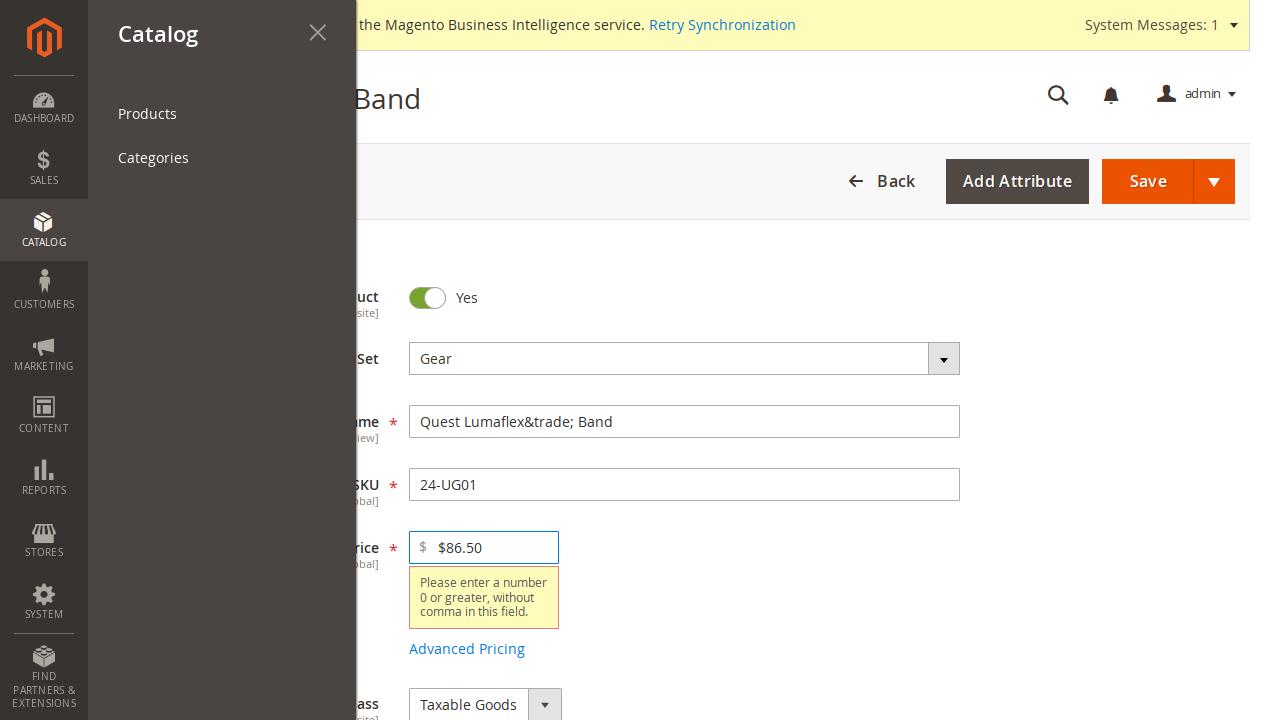 Catalog
the Magento Business Intelligence service. Retry Synchronization
System Messages: 1
DASHBOARD
SALES
CATALOG
CUSTOMERS
MARKETING
CONTENT
REPORTS
STORES
SYSTEM
FIND
PARTNERS &
EXTENSIONS
Products
Categories
Band
admin
Back
Add Attribute
Save
uct
site]
Yes
Set
Gear
ame
iew]
*
Quest Lumaflex&trade; Band
SKU
obal]
*
24-UG01
rice
obal]
*
$ $86.50
Please enter a number
0 or greater, without
comma in this field.
Advanced Pricing
ass
site]
Taxable Goods